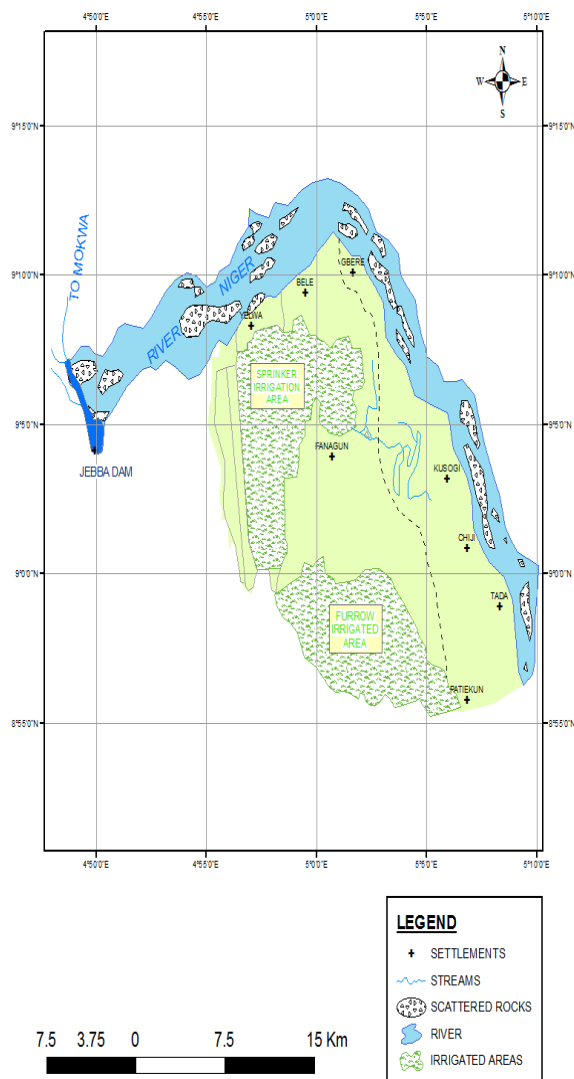 4°50'0"E 4°55'0"E 5°0'0"E 5°5'0"E 5°10'0"E
N
W E
S
9°15'0"N 9°15'0"N
TO MOKWA
9°10'0"N 9°10'0"N
GBERE
BELE
RIVER NIGER
YELWA
SPRINKER
IRRIGATION
AREA
9°5'0"N 9°5'0"N
FANAGUN
JEBBA DAM
KUSOGI
CHIJI
9°0'0"N 9°0'0"N
TADA
FURROW
IRRIGATED
AREA
PATIEKUN
8°55'0"N 8°55'0"N
4°50'0"E 4°55'0"E 5°0'0"E 5°5'0"E 5°10'0"E
LEGEND
SETTLEMENTS
STREAMS
SCATTERED ROCKS
RIVER
IRRIGATED AREAS
7.5 3.75 0 7.5 15 Km